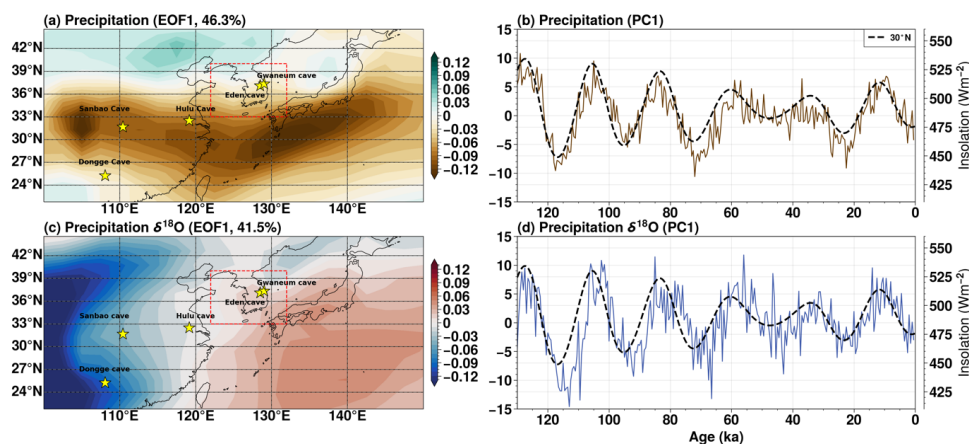 (a) Precipitation (EOF1, 46.3%)
42°N
39°N
36°N
33°N
30°N
27°N
24°N
110°E
120°E
130°E
140°E
Gwaneum cave
Eden cave
Sanbao Cave
Hulu Cave
Dongge Cave
0.12
0.09
0.06
0.03
0
−0.03
−0.06
−0.09
−0.12
(b) Precipitation (PC1)
30°N
15
10
5
0
−5
−10
−15
120
100
80
60
40
20
0
550
525
500
475
450
425
Insolation (Wm⁻²)
(c) Precipitation δ¹⁸O (EOF1, 41.5%)
42°N
39°N
36°N
33°N
30°N
27°N
24°N
110°E
120°E
130°E
140°E
Gwaneum cave
Eden cave
Sanbao cave
Hulu Cave
Dongge Cave
0.12
0.09
0.06
0.03
0
−0.03
−0.06
−0.09
−0.12
(d) Precipitation δ¹⁸O (PC1)
15
10
5
0
−5
−10
−15
120
100
80
60
40
20
0
Age (ka)
550
525
500
475
450
425
Insolation (Wm⁻²)